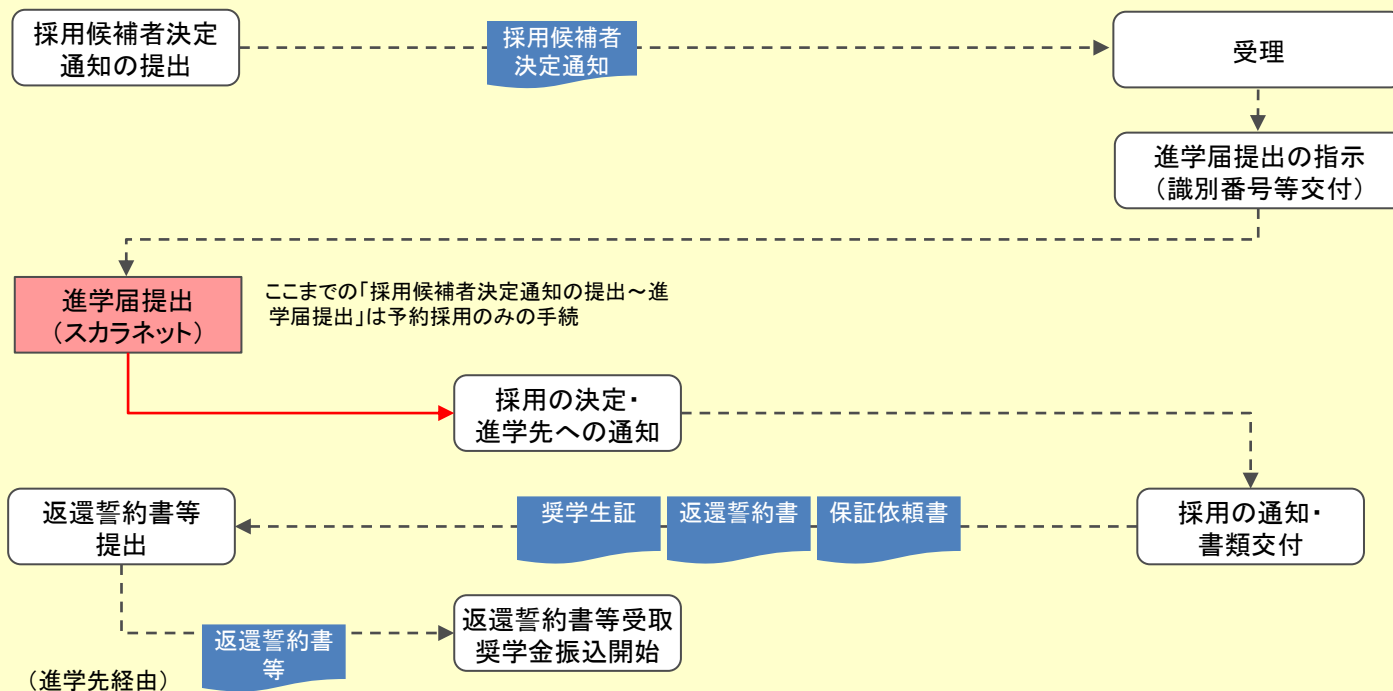 採用候補者決定
通知の提出
採用候補者
決定通知
受理
進学届提出の指示
（識別番号等交付）
進学届提出
（スカラネット）
ここまでの「採用候補者決定通知の提出～進
学届提出」は予約採用のみの手続
採用の決定・
進学先への通知
返還誓約書等
提出
奨学生証
返還誓約書
保証依頼書
採用の通知・
書類交付
返還誓約書
等
返還誓約書等受取
奨学金振込開始
（進学先経由）